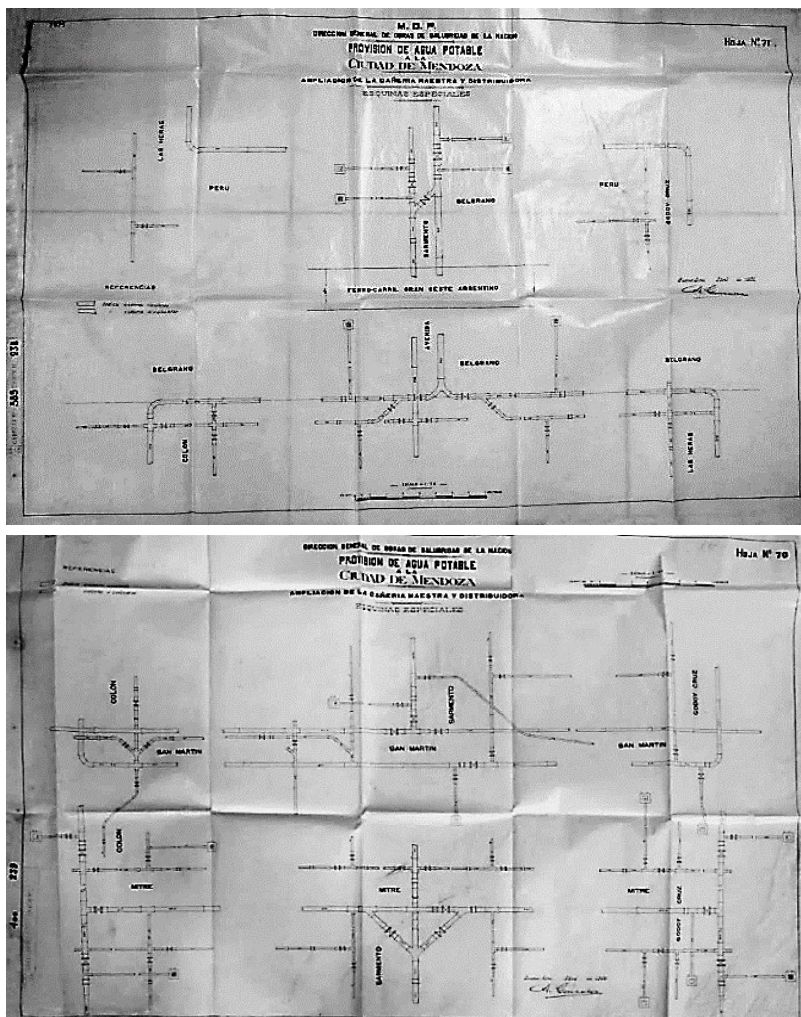 M. O. P.
DIRECCION GENERAL DE OBRAS DE SALUBRIDAD DE LA NACION
PROVISION DE AGUA POTABLE
A LA
CIUDAD DE MENDOZA
AMPLIACION DE LA CAÑERIA MAESTRA Y DISTRIBUIDORA
ESQUINAS ESPECIALES
HOJA Nº 71
LAS HERAS
PERU
SARMIENTO
BELGRANO
PERU
GODOY CRUZ
REFERENCIAS
FERRO-CARRIL GRAN OESTE ARGENTINO
BELGRANO
COLON
AVENIDA
BELGRANO
BELGRANO
LAS HERAS
DIRECCION GENERAL DE OBRAS DE SALUBRIDAD DE LA NACION
PROVISION DE AGUA POTABLE
A LA
CIUDAD DE MENDOZA
AMPLIACION DE LA CAÑERIA MAESTRA Y DISTRIBUIDORA
ESQUINAS ESPECIALES
HOJA Nº 70
REFERENCIAS
COLON
SAN MARTIN
SARMIENTO
SAN MARTIN
GODOY CRUZ
SAN MARTIN
COLON
MITRE
MITRE
SARMIENTO
MITRE
GODOY CRUZ